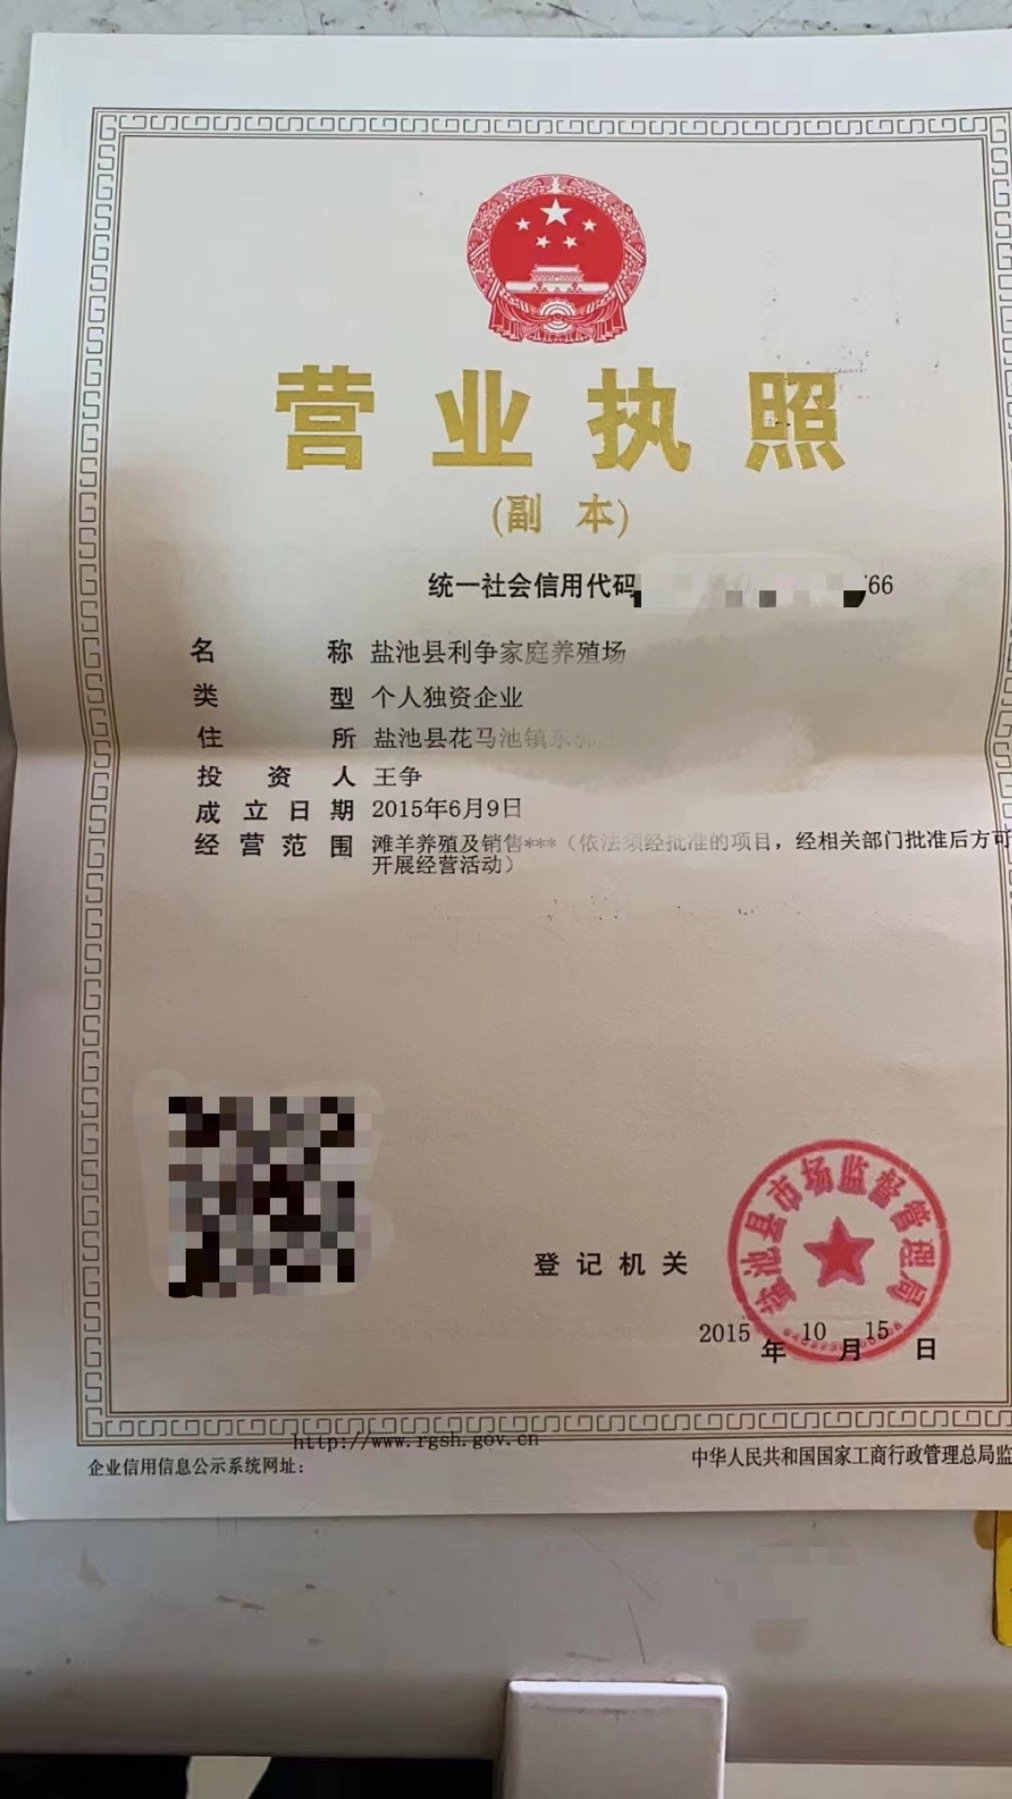 营业执照
(副 本)
统一社会信用代码 66
名 称 盐池县利争家庭养殖场
类 型 个人独资企业
住 所 盐池县花马池镇东郭庄
投 资 人 王争
成 立 日 期 2015年6月9日
经 营 范 围 滩羊养殖及销售***（依法须经批准的项目，经相关部门批准后方可
开展经营活动）
盐池县市场监督管理局
登 记 机 关
2015 年 10 月 15 日
http://www.rgsh.gov.cn
企业信用信息公示系统网址：
中华人民共和国国家工商行政管理总局监